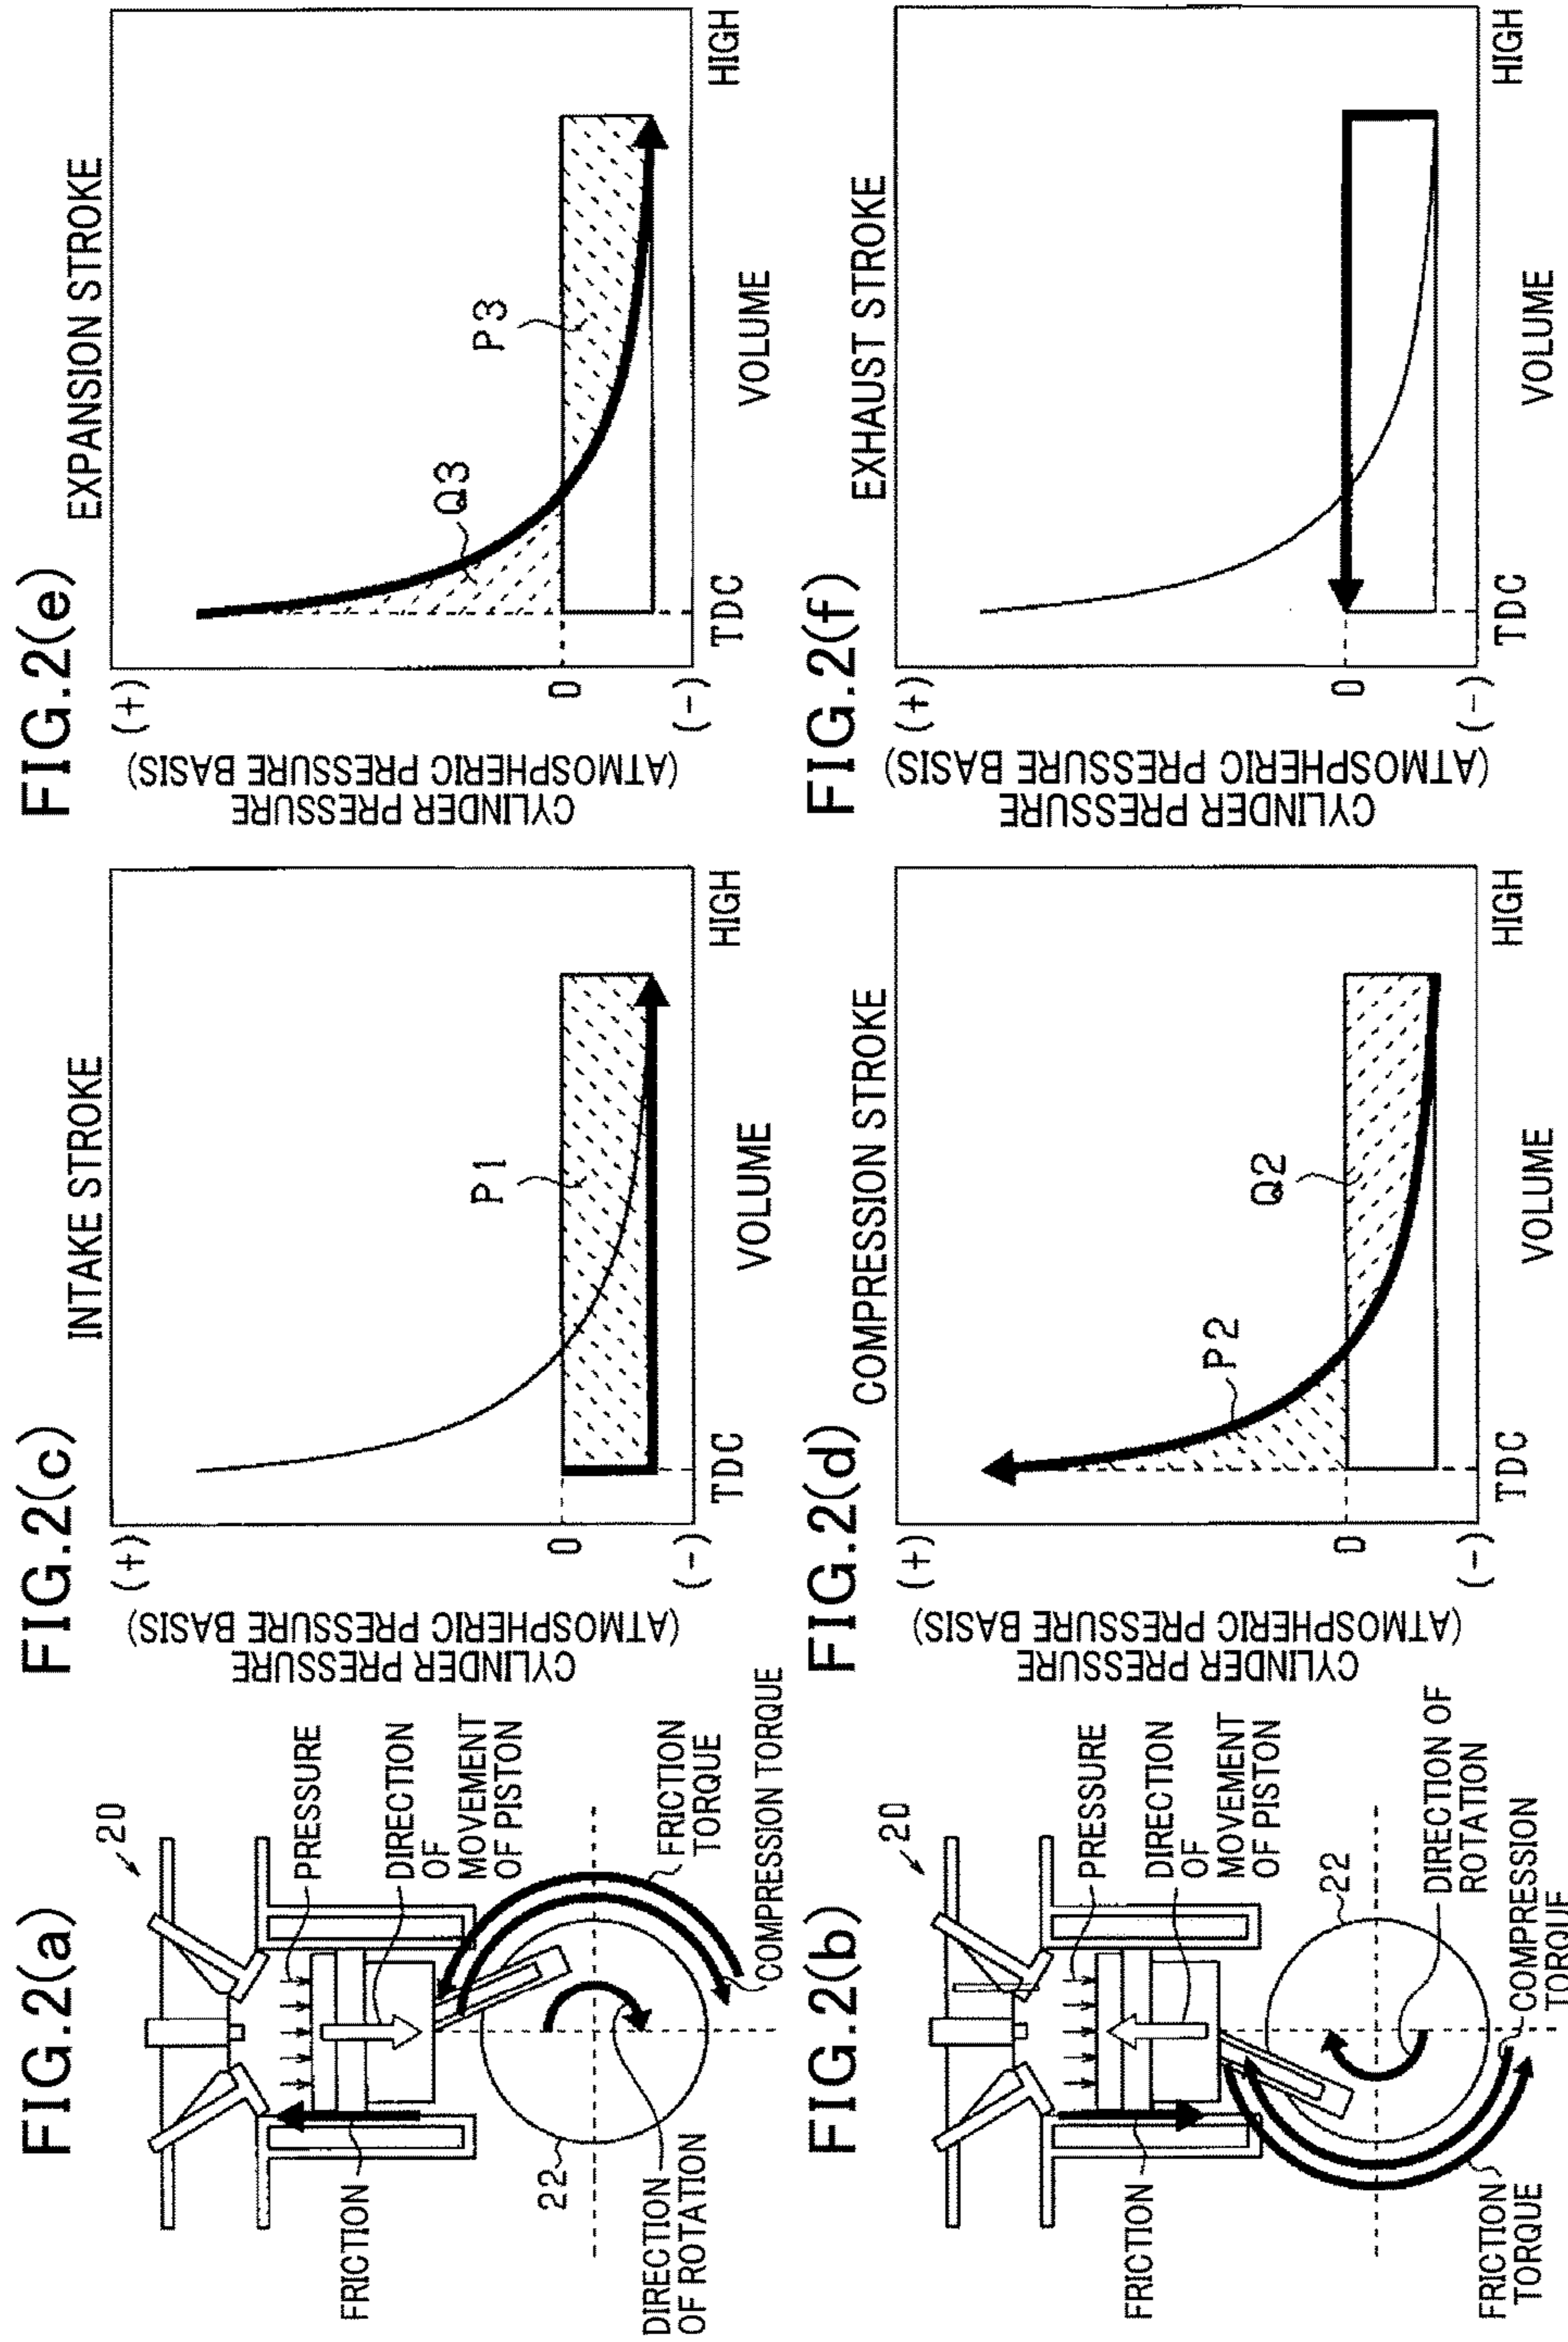 FIG.2(a)
20
PRESSURE
DIRECTION
OF
MOVEMENT
OF PISTON
FRICTION
TORQUE
COMPRESSION TORQUE
FRICTION
22
DIRECTION
OF ROTATION
FIG.2(b)
20
PRESSURE
DIRECTION
OF
MOVEMENT
OF PISTON
22
DIRECTION OF
ROTATION
COMPRESSION
TORQUE
FRICTION
FRICTION
TORQUE
FIG.2(c)
INTAKE STROKE
CYLINDER PRESSURE
(ATMOSPHERIC PRESSURE BASIS)
(+)
0
(-)
P1
TDC
VOLUME
HIGH
FIG.2(d)
COMPRESSION STROKE
CYLINDER PRESSURE
(ATMOSPHERIC PRESSURE BASIS)
(+)
0
(-)
P2
Q2
TDC
VOLUME
HIGH
FIG.2(e)
EXPANSION STROKE
CYLINDER PRESSURE
(ATMOSPHERIC PRESSURE BASIS)
(+)
0
(-)
Q3
P3
TDC
VOLUME
HIGH
FIG.2(f)
EXHAUST STROKE
CYLINDER PRESSURE
(ATMOSPHERIC PRESSURE BASIS)
(+)
0
(-)
TDC
VOLUME
HIGH